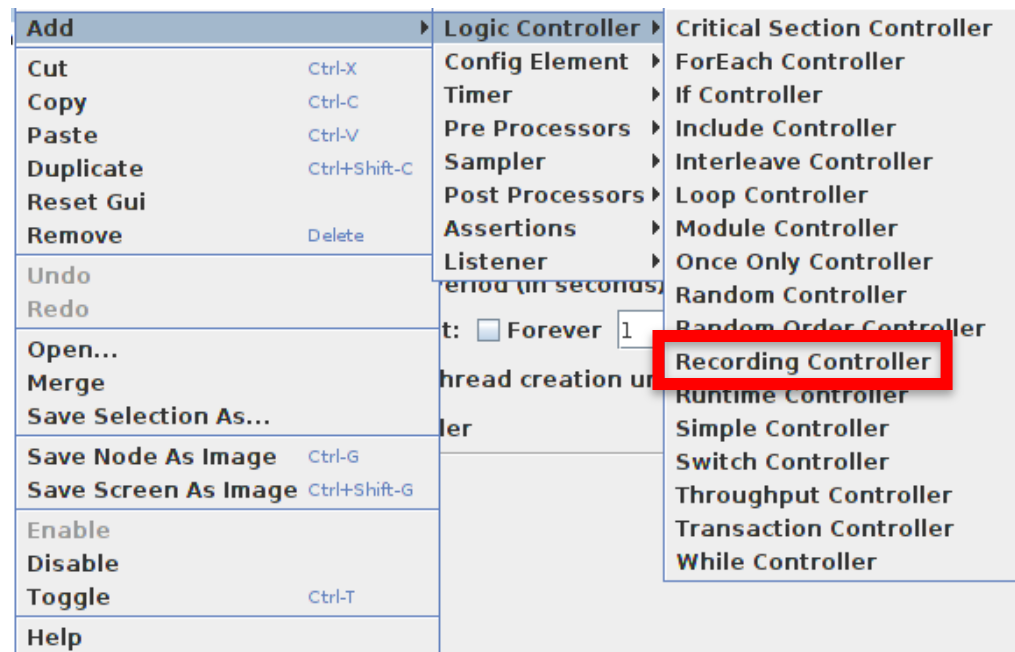 Add
Cut Ctrl-X
Copy Ctrl-C
Paste Ctrl-V
Duplicate Ctrl+Shift-C
Reset Gui
Remove Delete
Undo
Redo
Open...
Merge
Save Selection As...
Save Node As Image Ctrl-G
Save Screen As Image Ctrl+Shift-G
Enable
Disable
Toggle Ctrl-T
Help
Logic Controller
Config Element
Timer
Pre Processors
Sampler
Post Processors
Assertions
Listener
eriod (in seconds)
t: Forever 1
hread creation un
ler
Critical Section Controller
ForEach Controller
If Controller
Include Controller
Interleave Controller
Loop Controller
Module Controller
Once Only Controller
Random Controller
Random Order Controller
Recording Controller
Runtime Controller
Simple Controller
Switch Controller
Throughput Controller
Transaction Controller
While Controller